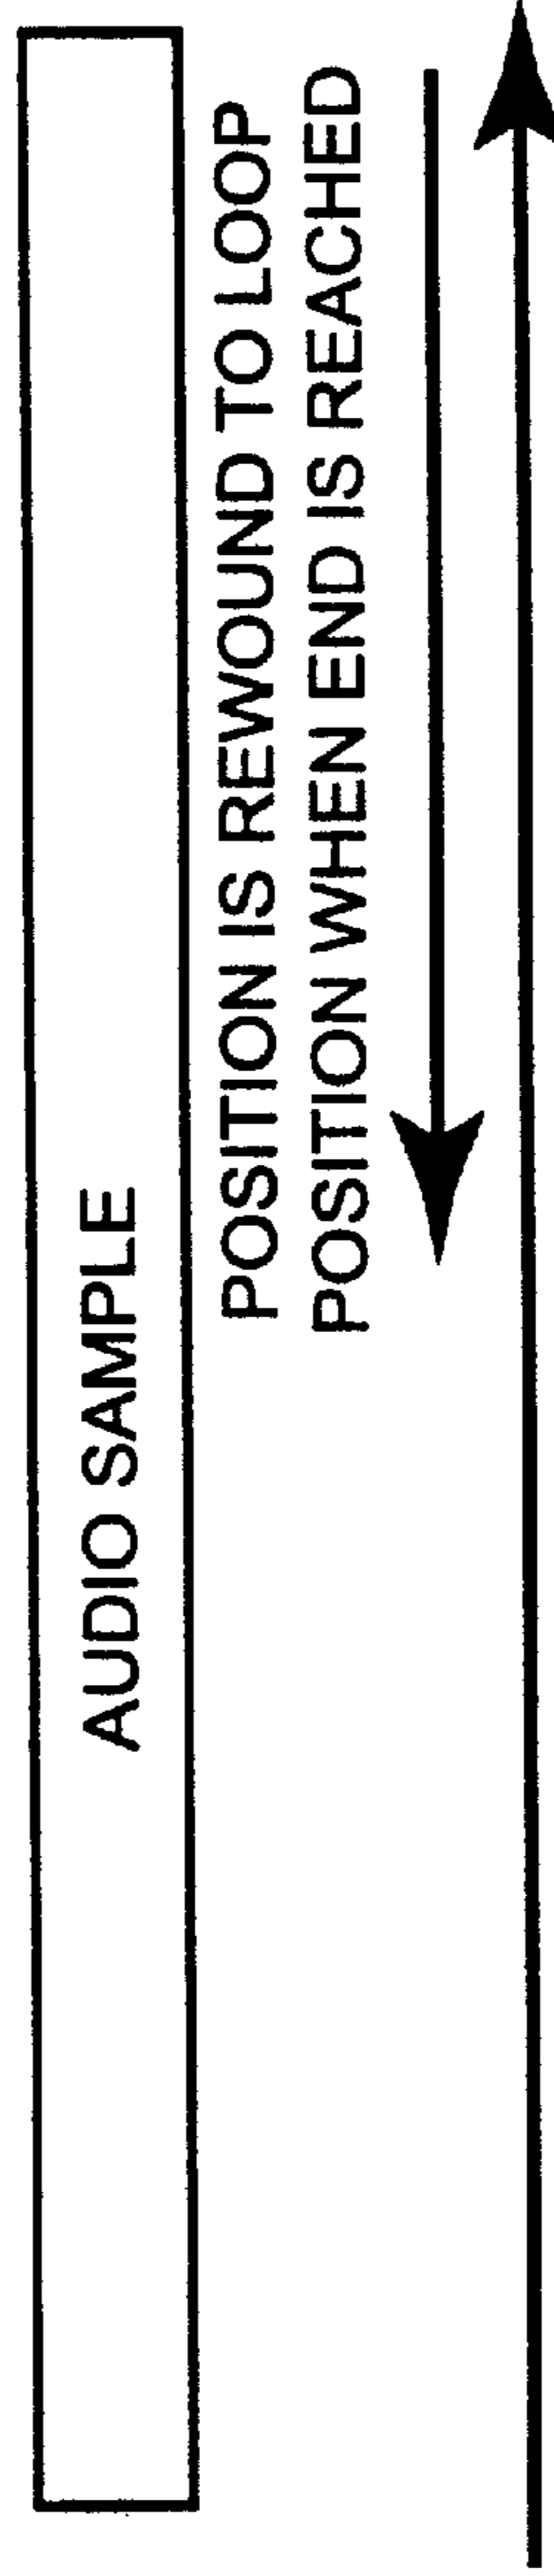 AUDIO SAMPLE
POSITION IS REWOUND TO LOOP
POSITION WHEN END IS REACHED